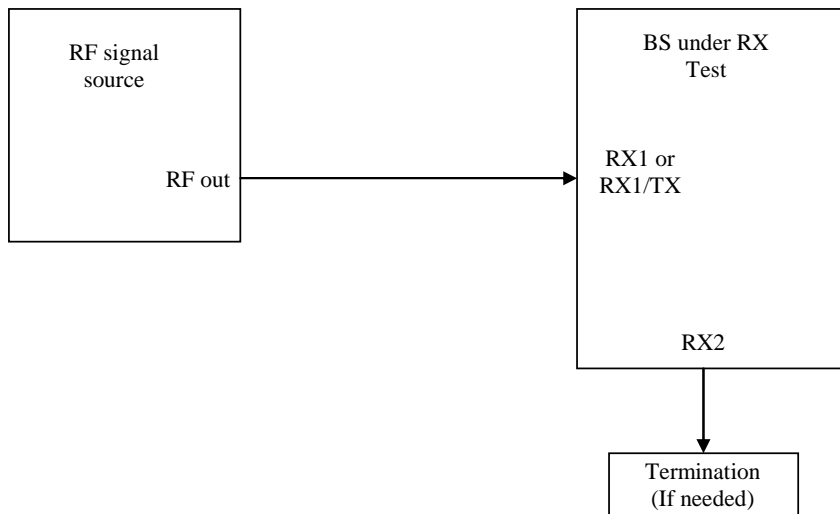 RF signal
source
RF out
BS under RX
Test
RX1 or
RX1/TX
RX2
Termination
(If needed)